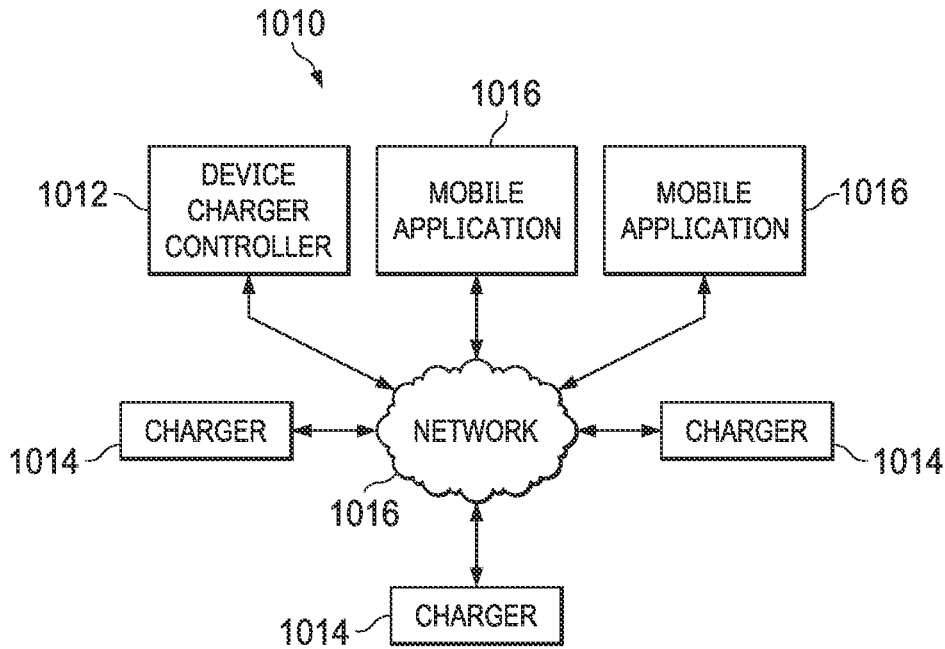 1010
1016
1012
DEVICE
CHARGER
CONTROLLER
MOBILE
APPLICATION
MOBILE
APPLICATION
1016
CHARGER
NETWORK
CHARGER
1014
1016
1014
CHARGER
1014